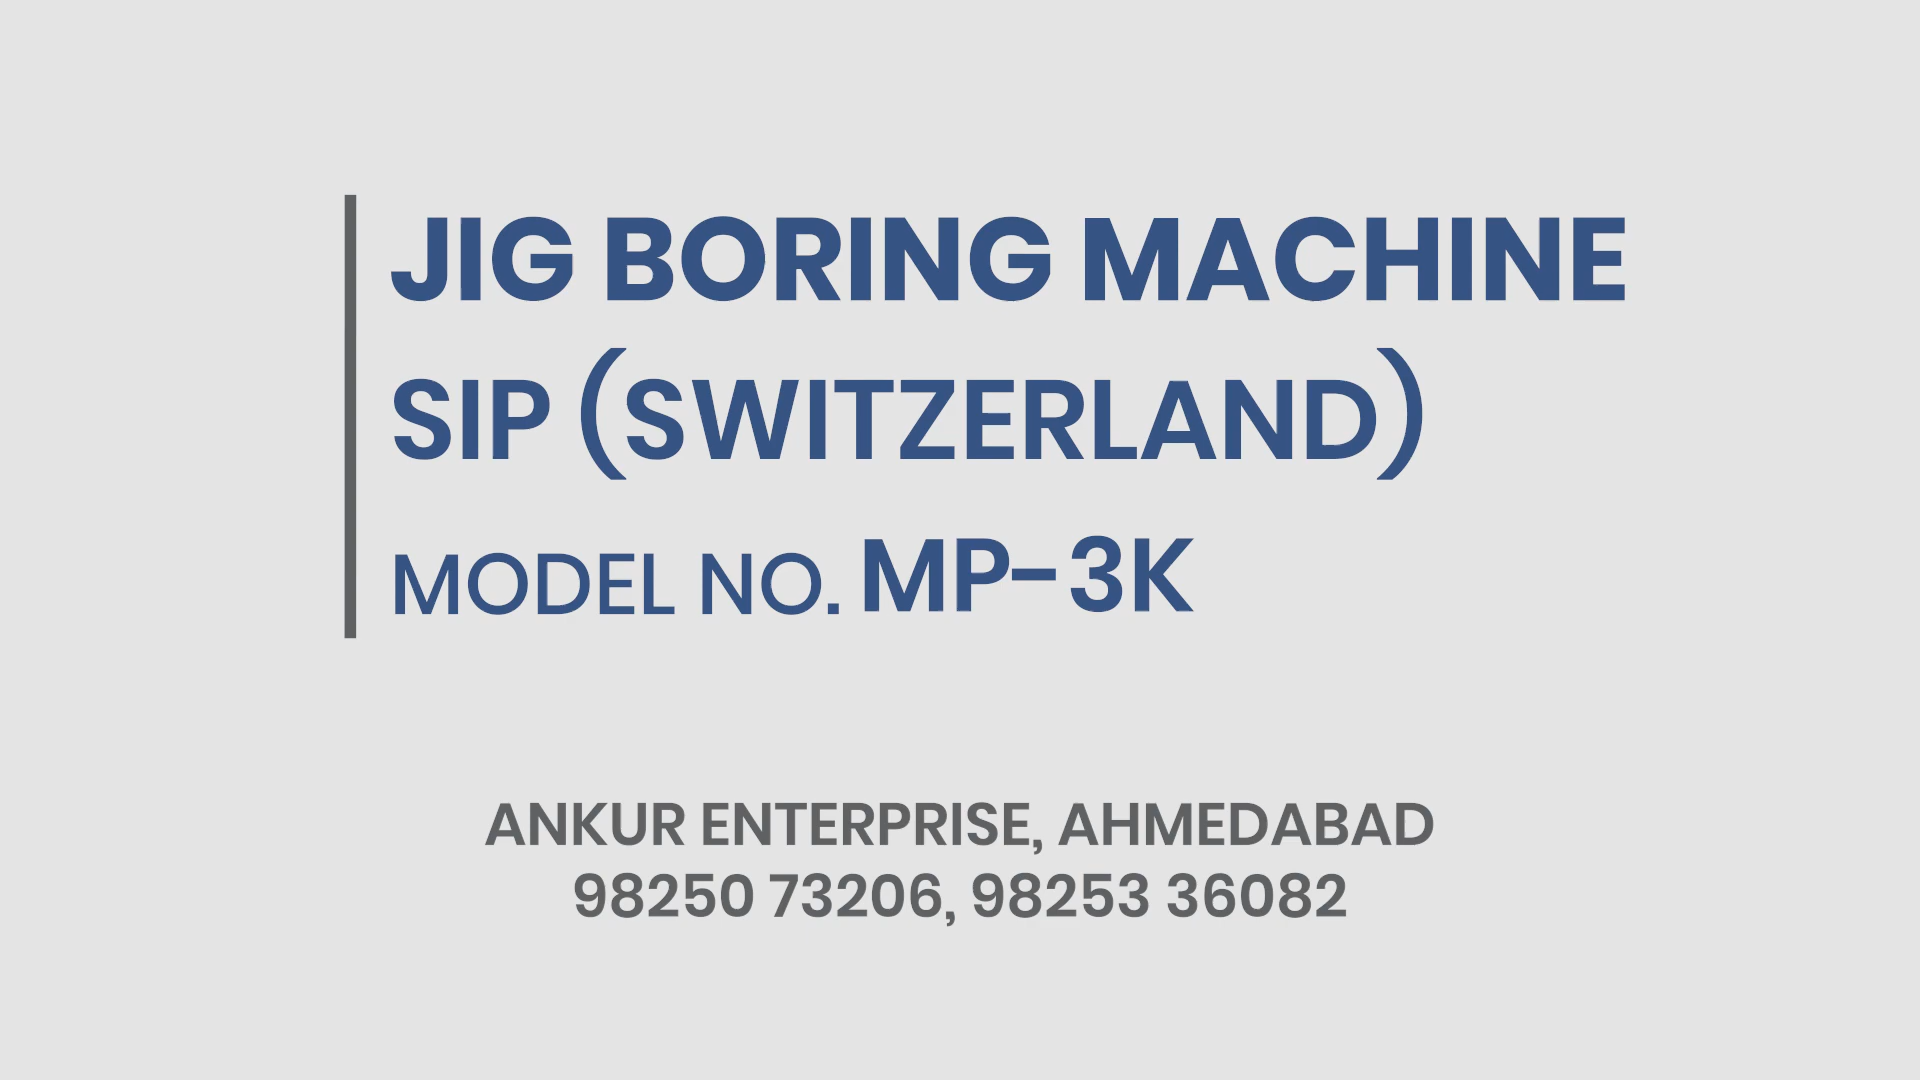 JIG BORING MACHINE
SIP (SWITZERLAND)
MODEL NO. MP-3K
ANKUR ENTERPRISE, AHMEDABAD
98250 73206, 98253 36082